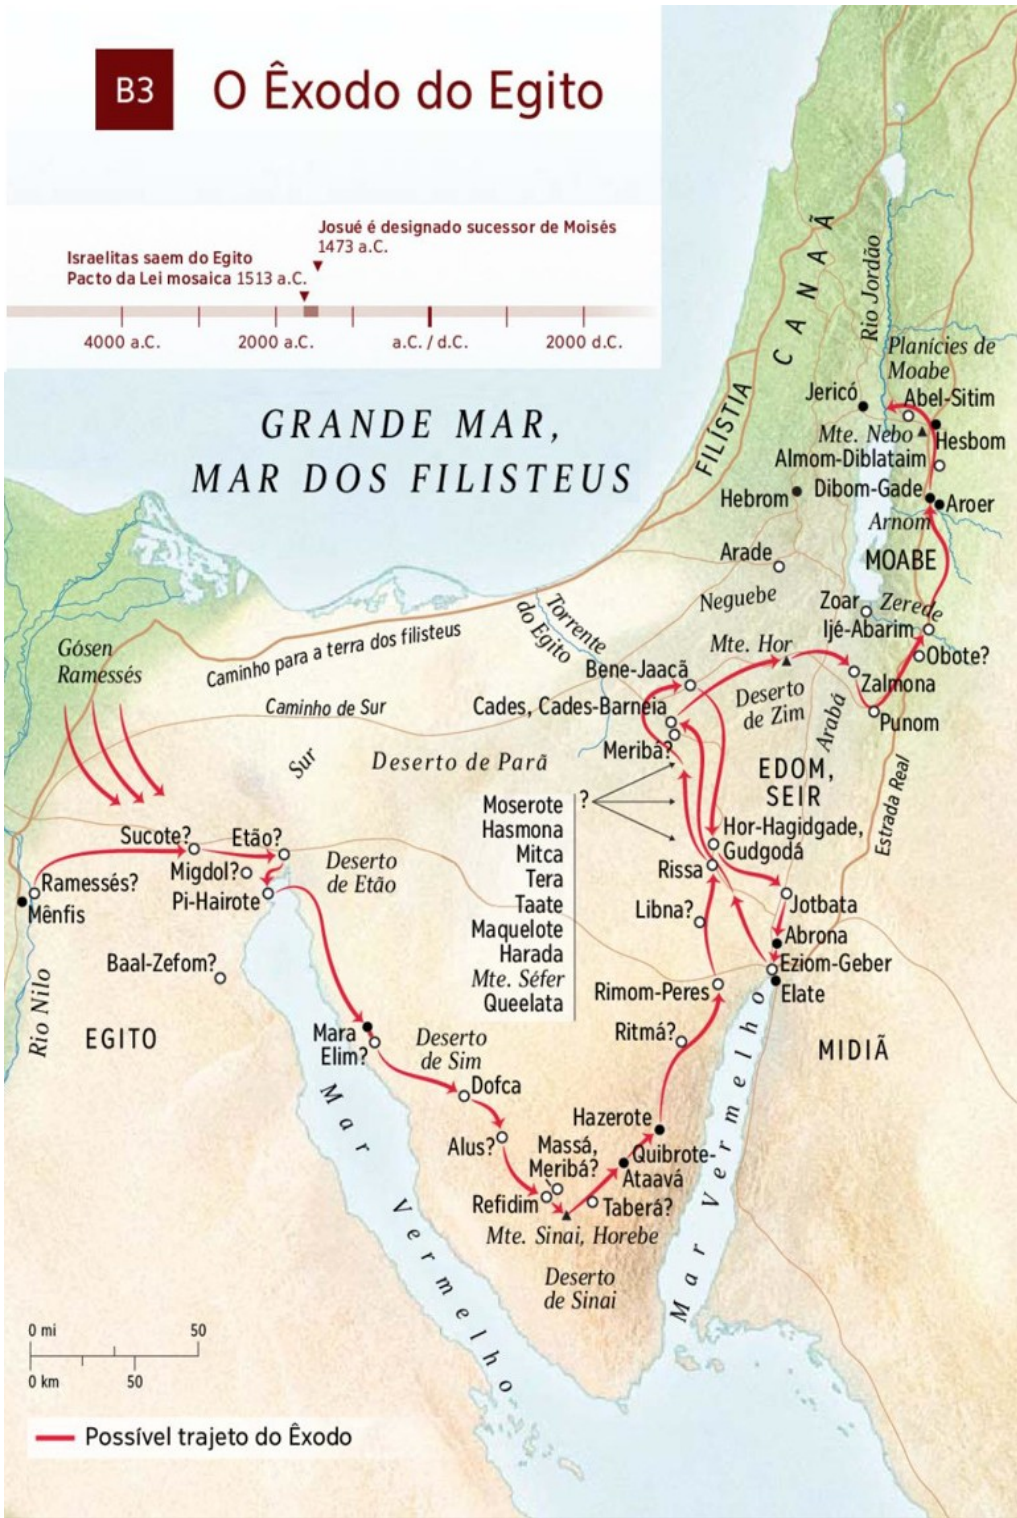 B3
O Êxodo do Egito
Josué é designado sucessor de Moisés
1473 a.C.
Israelitas saem do Egito
Pacto da Lei mosaica 1513 a.C.
4000 a.C.
2000 a.C.
a.C. / d.C.
2000 d.C.
GRANDE MAR,
MAR DOS FILISTEUS
CANAÃ
FILÍSTIA
Rio Jordão
Planícies de
Moabe
Jericó
Abel-Sitim
Mte. Nebo
Hesbom
Almom-Diblataim
Hebrom
Dibom-Gade
Aroer
Arnom
Arade
MOABE
Neguebe
Zoar
Zerede
Ijé-Abarim
Torrente
do Egito
Gósen
Ramessés
Caminho para a terra dos filisteus
Mte. Hor
Obote?
Bene-Jaacã
Zalmona
Caminho de Sur
Cades, Cades-Barneia
Deserto
de Zim
Arabá
Punom
Meribá?
Sur
Deserto de Parã
EDOM,
SEIR
Estrada Real
Moserote
?
Hasmona
Mitca
Tera
Taate
Maquelote
Harada
Mte. Séfer
Queelata
Hor-Hagidgade,
Gudgodá
Sucote?
Etão?
Deserto
de Etão
Migdol?
Rissa
Ramessés?
Pi-Hairote
Mênfis
Libna?
Jotbata
Abrona
Baal-Zefom?
Eziom-Geber
Elate
Rimom-Peres
Rio Nilo
EGITO
Mara
Elim?
Deserto
de Sim
Ritmá?
MIDIÃ
Dofca
Mar Vermelho
Hazerote
Alus?
Massá,
Meribá?
Quibrote-
Ataavá
Refidim
Taberá?
Mte. Sinai, Horebe
Deserto
de Sinai
Mar Vermelho
0 mi
50
0 km
50
Possível trajeto do Êxodo